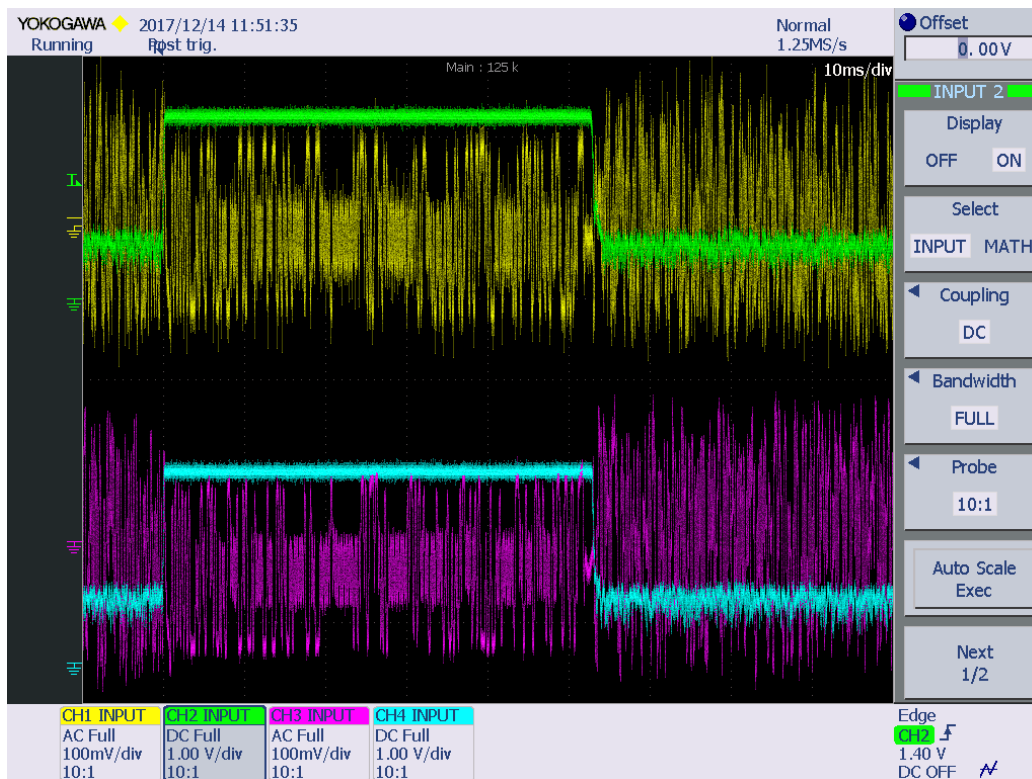 YOKOGAWA 2017/12/14 11:51:35
Running Post trig.
Normal
1.25MS/s
Main : 125 k
10ms/div
Offset
0.00V
INPUT 2
Display
OFF ON
Select
INPUT MATH
Coupling
DC
Bandwidth
FULL
Probe
10:1
Auto Scale
Exec
Next
1/2
CH1 INPUT
AC Full
100mV/div
10:1
CH2 INPUT
DC Full
1.00 V/div
10:1
CH3 INPUT
AC Full
100mV/div
10:1
CH4 INPUT
DC Full
1.00 V/div
10:1
Edge
CH2
1.40 V
DC OFF